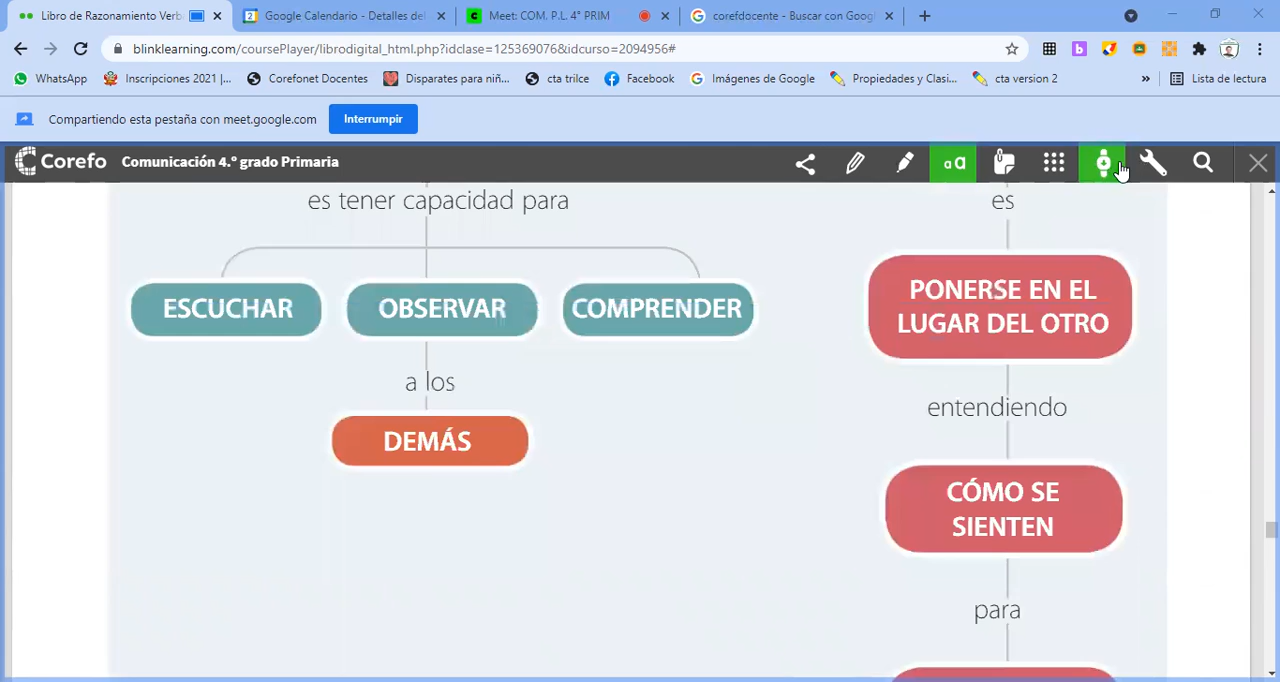 Libro de Razonamiento Verb
Google Calendario - Detalles del
Meet: COM, P.L. 4° PRIM
corefdocente - Buscar con Goog
blinklearning.com/coursePlayer/librodigital_html.php?idclase=125369076&idcurso=2094956#
WhatsApp
Inscripciones 2021 |...
Corefonet Docentes
Disparates para niñ...
cta trilce
Facebook
Imágenes de Google
Propiedades y Clasi...
cta version 2
»
Lista de lectura
Compartiendo esta pestaña con meet.google.com
Interrumpir
Corefo
Comunicación 4.º grado Primaria
aa
es tener capacidad para
ESCUCHAR
OBSERVAR
COMPRENDER
a los
DEMÁS
es
PONERSE EN EL
LUGAR DEL OTRO
entendiendo
CÓMO SE
SIENTEN
para